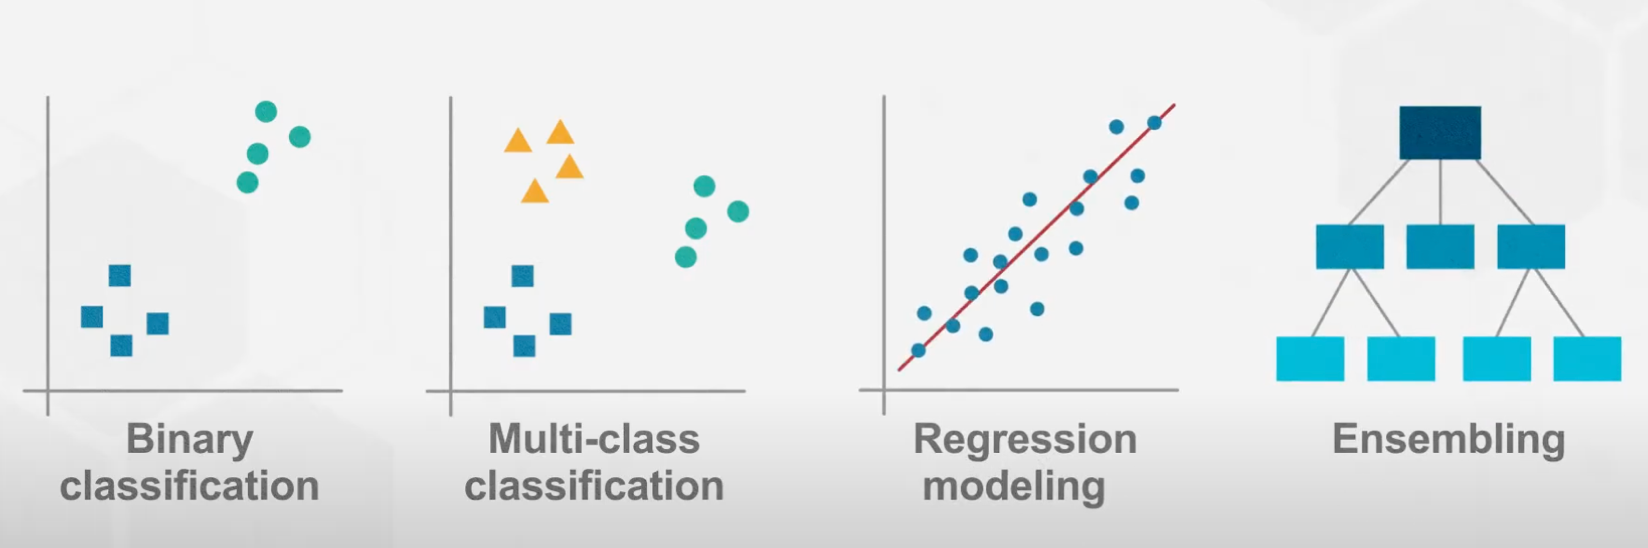 Binary
classification
Multi-class
classification
Regression
modeling
Ensembling